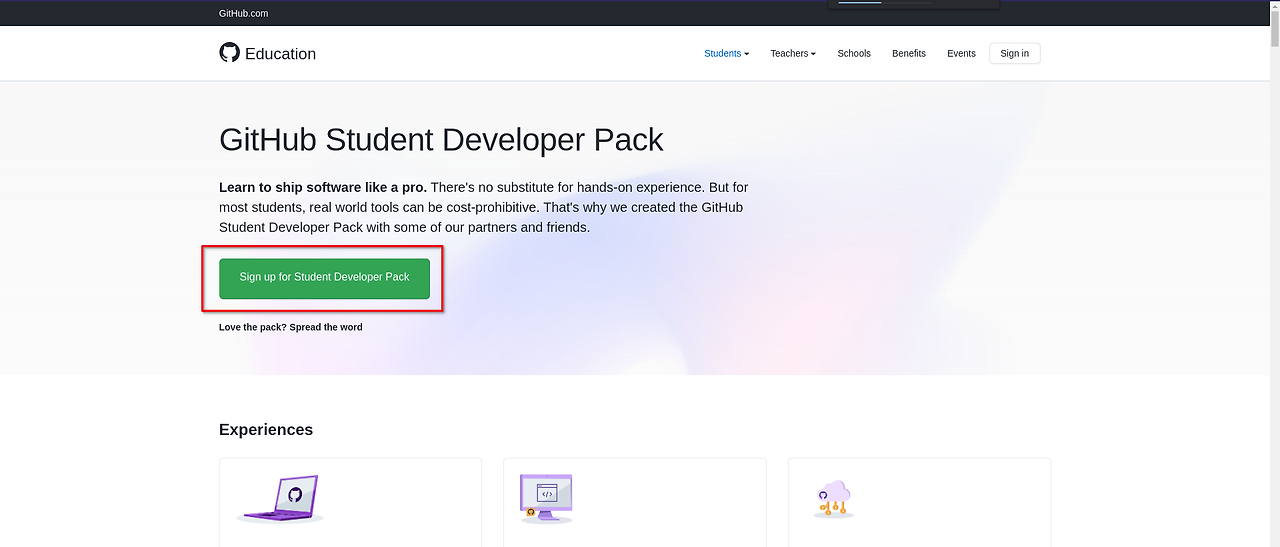 GitHub.com
Education
Students
Teachers
Schools
Benefits
Events
Sign in
GitHub Student Developer Pack
Learn to ship software like a pro. There's no substitute for hands-on experience. But for
most students, real world tools can be cost-prohibitive. That's why we created the GitHub
Student Developer Pack with some of our partners and friends.
Sign up for Student Developer Pack
Love the pack? Spread the word
Experiences